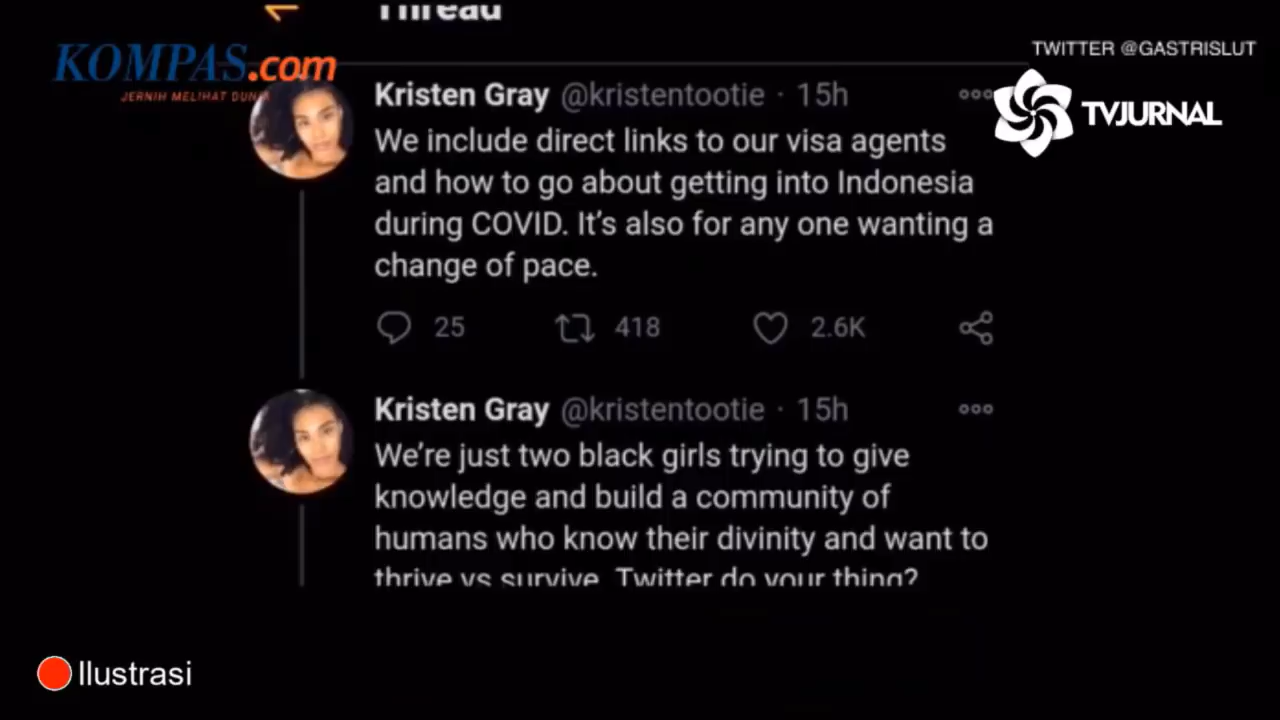 Thread
KOMPAS.com
JERNIH MELIHAT DUNIA
TWITTER @GASTRISLUT
TVJURNAL
Kristen Gray @kristentootie · 15h
We include direct links to our visa agents
and how to go about getting into Indonesia
during COVID. It's also for any one wanting a
change of pace.
25 418 2.6K
Kristen Gray @kristentootie · 15h
We're just two black girls trying to give
knowledge and build a community of
humans who know their divinity and want to
thrive vs survive. Twitter do your thing?
Ilustrasi